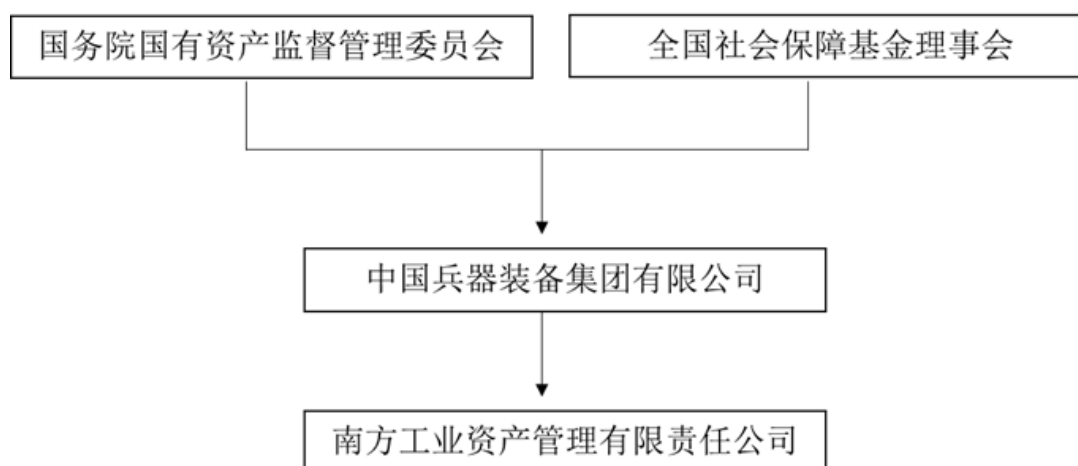 国务院国有资产监督管理委员会
全国社会保障基金理事会
中国兵器装备集团有限公司
南方工业资产管理有限责任公司